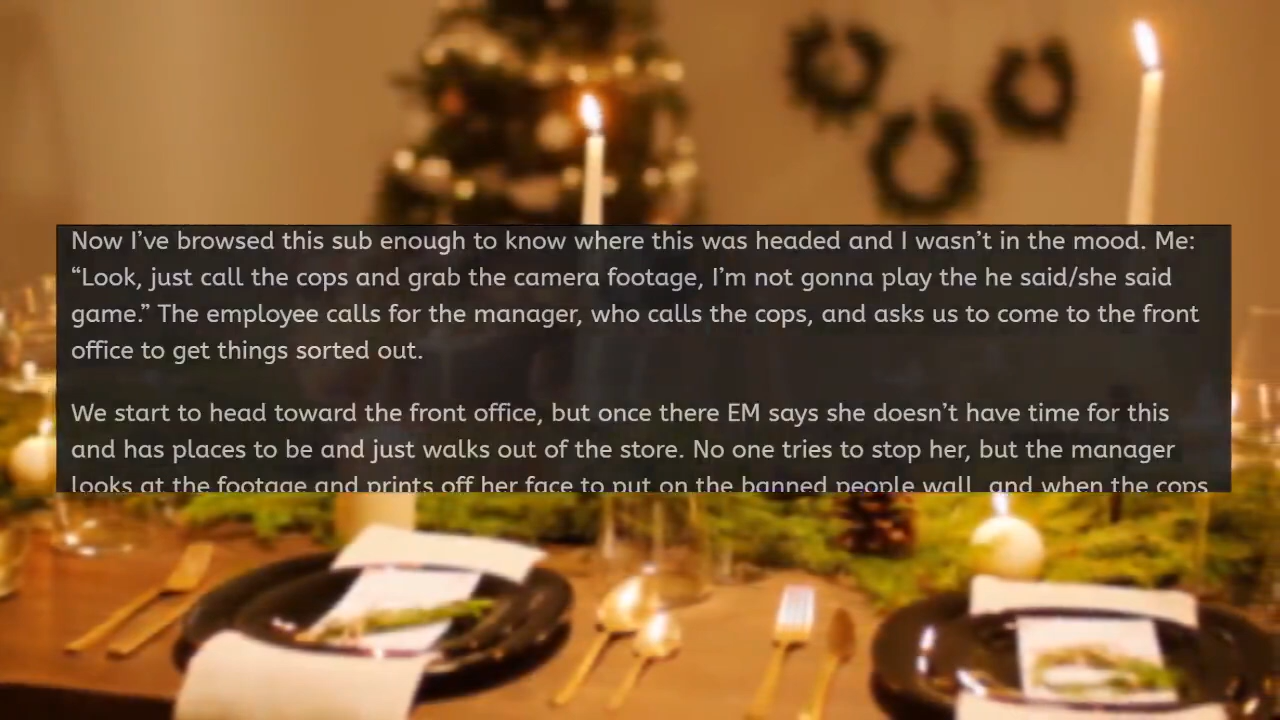 Now I’ve browsed this sub enough to know where this was headed and I wasn’t in the mood. Me:
“Look, just call the cops and grab the camera footage, I’m not gonna play the he said/she said
game.” The employee calls for the manager, who calls the cops, and asks us to come to the front
office to get things sorted out.
We start to head toward the front office, but once there EM says she doesn’t have time for this
and has places to be and just walks out of the store. No one tries to stop her, but the manager
looks at the footage and prints off her face to put on the banned people wall, and when the cops